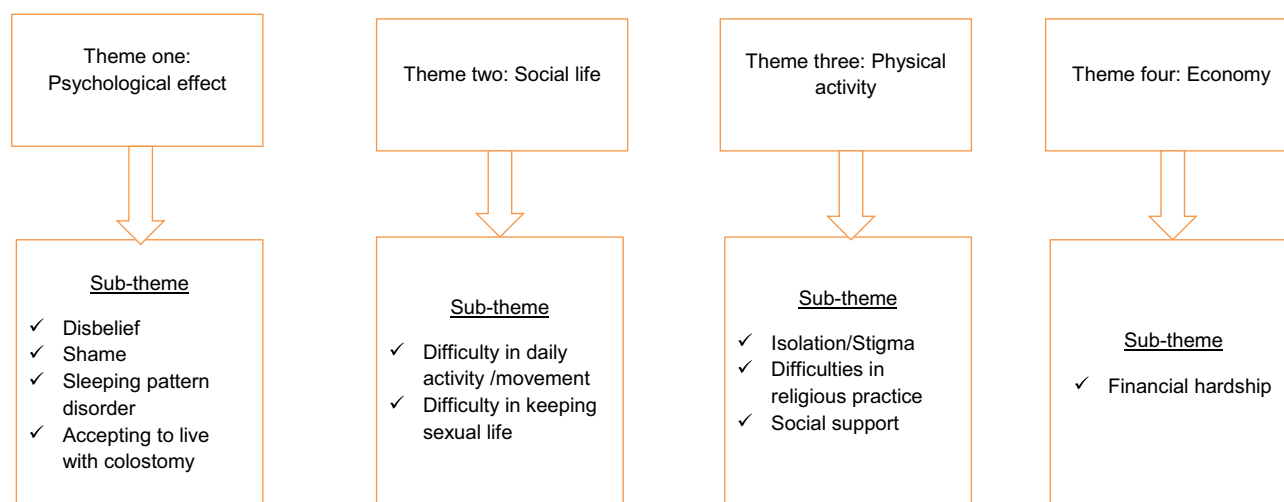 Theme one:
Psychological effect
Theme two: Social life
Theme three: Physical
activity
Theme four: Economy
Sub-theme
✓ Disbelief
✓ Shame
✓ Sleeping pattern
disorder
✓ Accepting to live
with colostomy
Sub-theme
✓ Difficulty in daily
activity /movement
✓ Difficulty in keeping
sexual life
Sub-theme
✓ Isolation/Stigma
✓ Difficulties in
religious practice
✓ Social support
Sub-theme
✓ Financial hardship